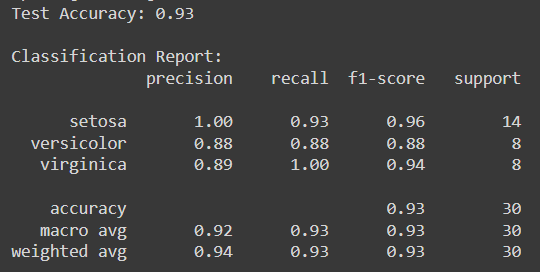 Test Accuracy: 0.93
Classification Report:
precision recall f1-score support
setosa 1.00 0.93 0.96 14
versicolor 0.88 0.88 0.88 8
virginica 0.89 1.00 0.94 8
accuracy 0.93 30
macro avg 0.92 0.93 0.93 30
weighted avg 0.94 0.93 0.93 30